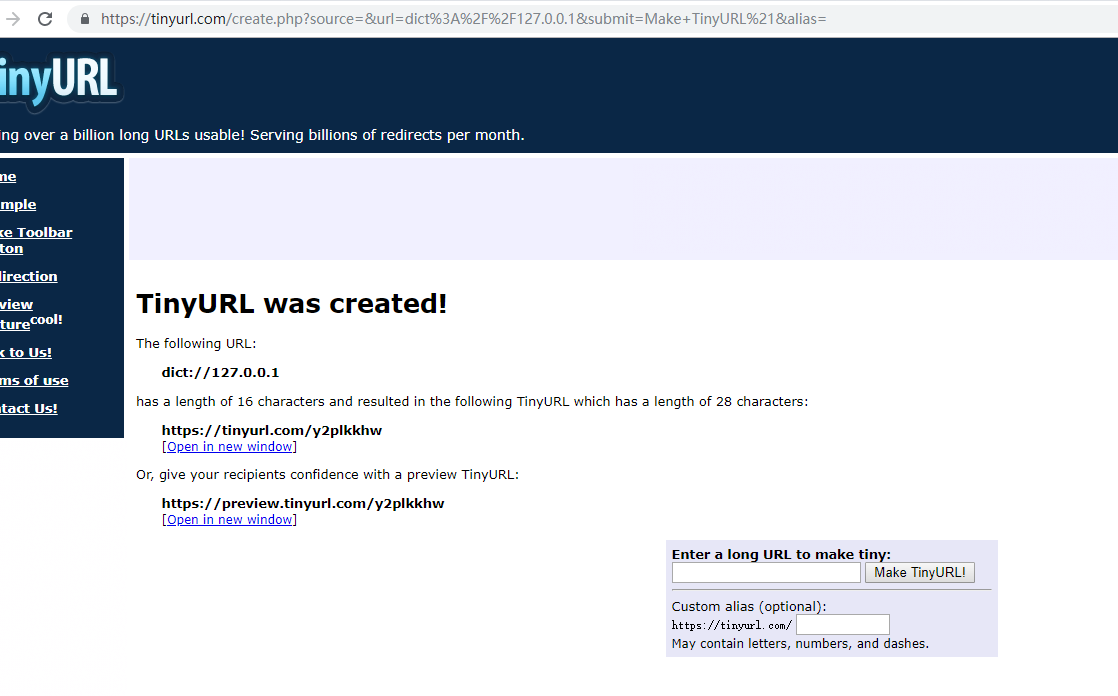 https://tinyurl.com/create.php?source=&url=dict%3A%2F%2F127.0.0.1&submit=Make+TinyURL%21&alias=
inyURL
ng over a billion long URLs usable! Serving billions of redirects per month.
me
mple
ke Toolbar
ton
irection
view
turecool!
k to Us!
ms of use
ntact Us!
TinyURL was created!
The following URL:
dict://127.0.0.1
has a length of 16 characters and resulted in the following TinyURL which has a length of 28 characters:
https://tinyurl.com/y2plkkhw
[Open in new window]
Or, give your recipients confidence with a preview TinyURL:
https://preview.tinyurl.com/y2plkkhw
[Open in new window]
Enter a long URL to make tiny:
Make TinyURL!
Custom alias (optional):
https://tinyurl.com/
May contain letters, numbers, and dashes.